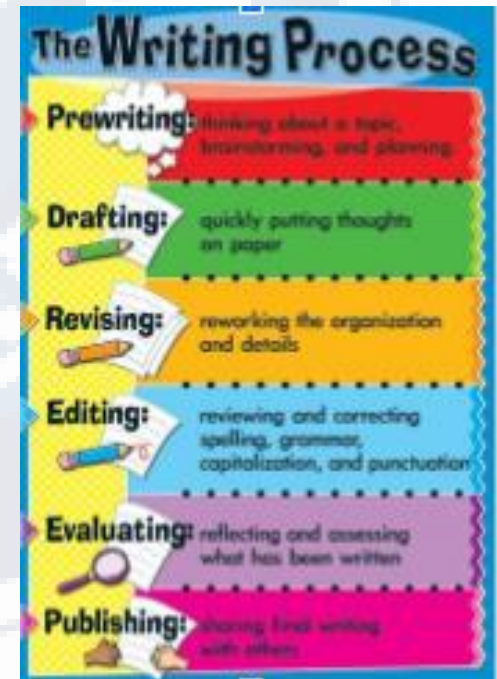 The Writing Process
Prewriting: thinking about a topic,
brainstorming, and planning
Drafting: quickly putting thoughts
on paper
Revising: reworking the organization
and details
Editing: reviewing and correcting
spelling, grammar,
capitalization, and punctuation
Evaluating: reflecting and assessing
what has been written
Publishing: sharing final writing
with others